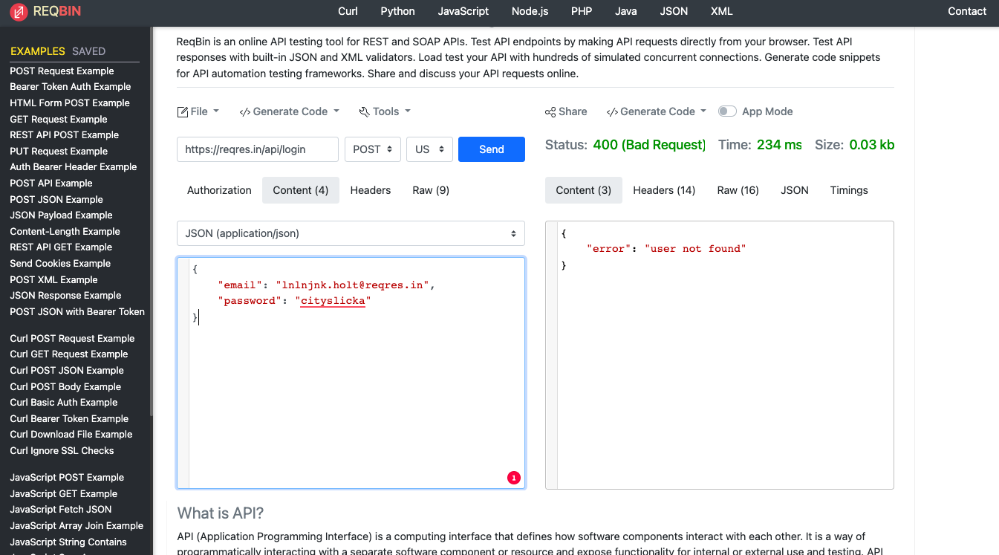 REQBIN
Curl Python JavaScript Node.js PHP Java JSON XML Contact
EXAMPLES SAVED
POST Request Example
Bearer Token Auth Example
HTML Form POST Example
GET Request Example
REST API POST Example
PUT Request Example
Auth Bearer Header Example
POST API Example
POST JSON Example
JSON Payload Example
Content-Length Example
REST API GET Example
Send Cookies Example
POST XML Example
JSON Response Example
POST JSON with Bearer Token
Curl POST Request Example
Curl GET Request Example
Curl POST JSON Example
Curl POST Body Example
Curl Basic Auth Example
Curl Bearer Token Example
Curl Download File Example
Curl Ignore SSL Checks
JavaScript POST Example
JavaScript GET Example
JavaScript Fetch JSON
JavaScript Array Join Example
JavaScript String Contains
ReqBin is an online API testing tool for REST and SOAP APIs. Test API endpoints by making API requests directly from your browser. Test API
responses with built-in JSON and XML validators. Load test your API with hundreds of simulated concurrent connections. Generate code snippets
for API automation testing frameworks. Share and discuss your API requests online.
File </> Generate Code Tools
https://reqres.in/api/login POST US Send
Authorization Content (4) Headers Raw (9)
JSON (application/json)
{
"email": "lnlnjnk.holt@reqres.in",
"password": "cityslicka"
}
1
Share </> Generate Code App Mode
Status: 400 (Bad Request) Time: 234 ms Size: 0.03 kb
Content (3) Headers (14) Raw (16) JSON Timings
{
"error": "user not found"
}
What is API?
API (Application Programming Interface) is a computing interface that defines how software components interact with each other. It is a way of
programmatically interacting with a separate software component or resource and expose functionality for internal or external use and testing. API